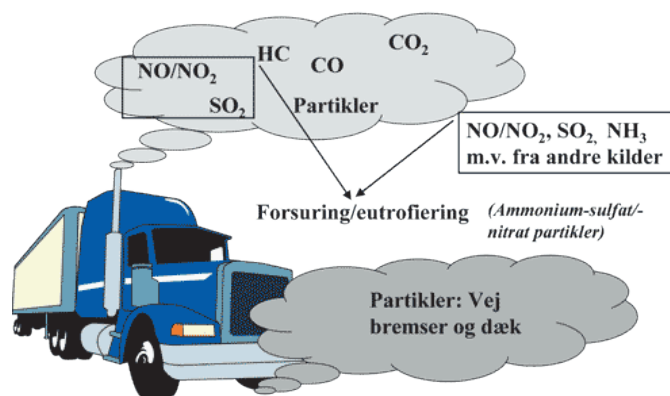 HC
CO
CO₂
NO/NO₂
SO₂
Partikler
NO/NO₂, SO₂, NH₃
m.v. fra andre kilder
Forsuring/eutrofiering
(Ammonium-sulfat/-
nitrat partikler)
Partikler: Vej
bremser og dæk